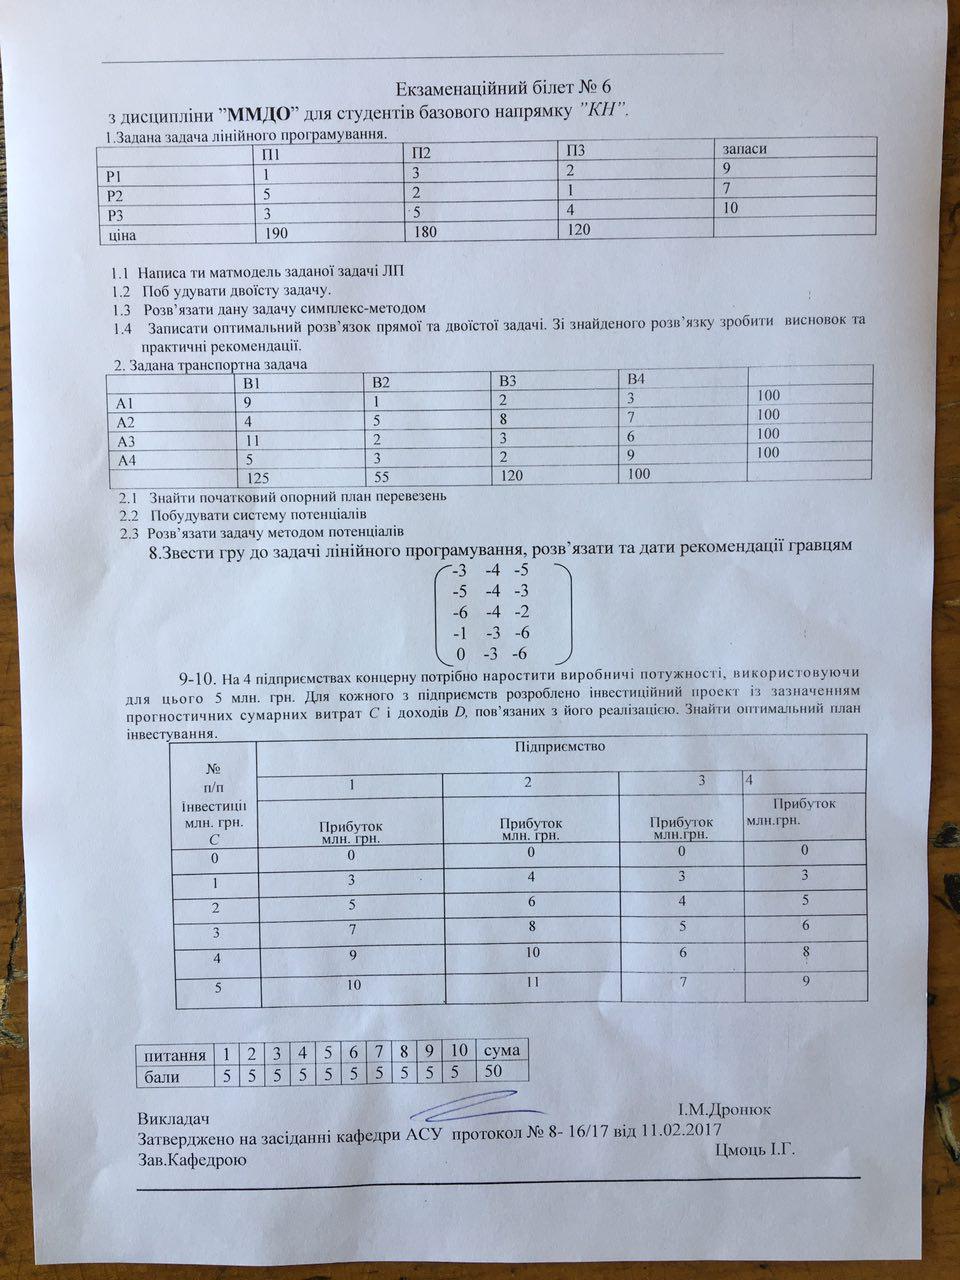 Екзаменаційний білет № 6
з дисципліни "ММДО" для студентів базового напрямку "КН".
1.Задана задача лінійного програмування.
П1 П2 П3 запаси
Р1 1 3 2 9
Р2 5 2 1 7
Р3 3 5 4 10
ціна 190 180 120
1.1 Написа ти матмодель заданої задачі ЛП
1.2 Поб удувати двоїсту задачу.
1.3 Розв'язати дану задачу симплекс-методом
1.4 Записати оптимальний розв'язок прямої та двоїстої задачі. Зі знайденого розв'язку зробити висновок та
практичні рекомендації.
2. Задана транспортна задача
В1 В2 В3 В4
А1 9 1 2 3 100
А2 4 5 8 7 100
А3 11 2 3 6 100
А4 5 3 2 9 100
125 55 120 100
2.1 Знайти початковий опорний план перевезень
2.2 Побудувати систему потенціалів
2.3 Розв'язати задачу методом потенціалів
8.Звести гру до задачі лінійного програмування, розв'язати та дати рекомендації гравцям
-3 -4 -5
-5 -4 -3
-6 -4 -2
-1 -3 -6
0 -3 -6
9-10. На 4 підприємствах концерну потрібно наростити виробничі потужності, використовуючи
для цього 5 млн. грн. Для кожного з підприємств розроблено інвестиційний проект із зазначенням
прогностичних сумарних витрат С і доходів D, пов'язаних з його реалізацією. Знайти оптимальний план
інвестування.
№ Підприємство
п/п 1 2 3 4
Інвестиції
млн. грн. Прибуток Прибуток Прибуток Прибуток
С млн. грн. млн. грн. млн.грн. млн.грн.
0 0 0 0 0
1 3 4 3 3
2 5 6 4 5
3 7 8 5 6
4 9 10 6 8
5 10 11 7 9
питання 1 2 3 4 5 6 7 8 9 10 сума
бали 5 5 5 5 5 5 5 5 5 5 50
Викладач І.М.Дронюк
Затверджено на засіданні кафедри АСУ протокол № 8- 16/17 від 11.02.2017
Зав.Кафедрою Цмоць І.Г.